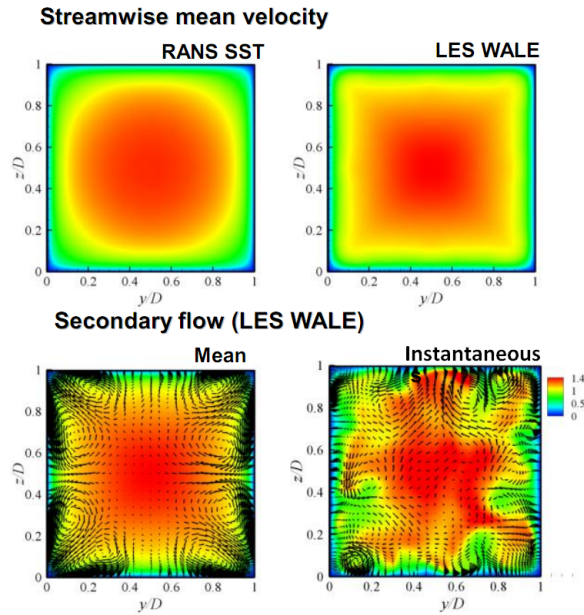 Streamwise mean velocity
RANS SST
LES WALE
1
0.8
0.6
z/D
0.4
0.2
0
0 0.2 0.4 0.6 0.8 1
y/D
1
0.8
0.6
z/D
0.4
0.2
0
0 0.2 0.4 0.6 0.8 1
y/D
Secondary flow (LES WALE)
Mean
Instantaneous
s
1
0.8
0.6
z/D
0.4
0.2
0
0 0.2 0.4 0.6 0.8 1
y/D
1
0.8
0.6
z/D
0.4
0.2
0
0 0.2 0.4 0.6 0.8 1
y/D
1.4
1
0.5